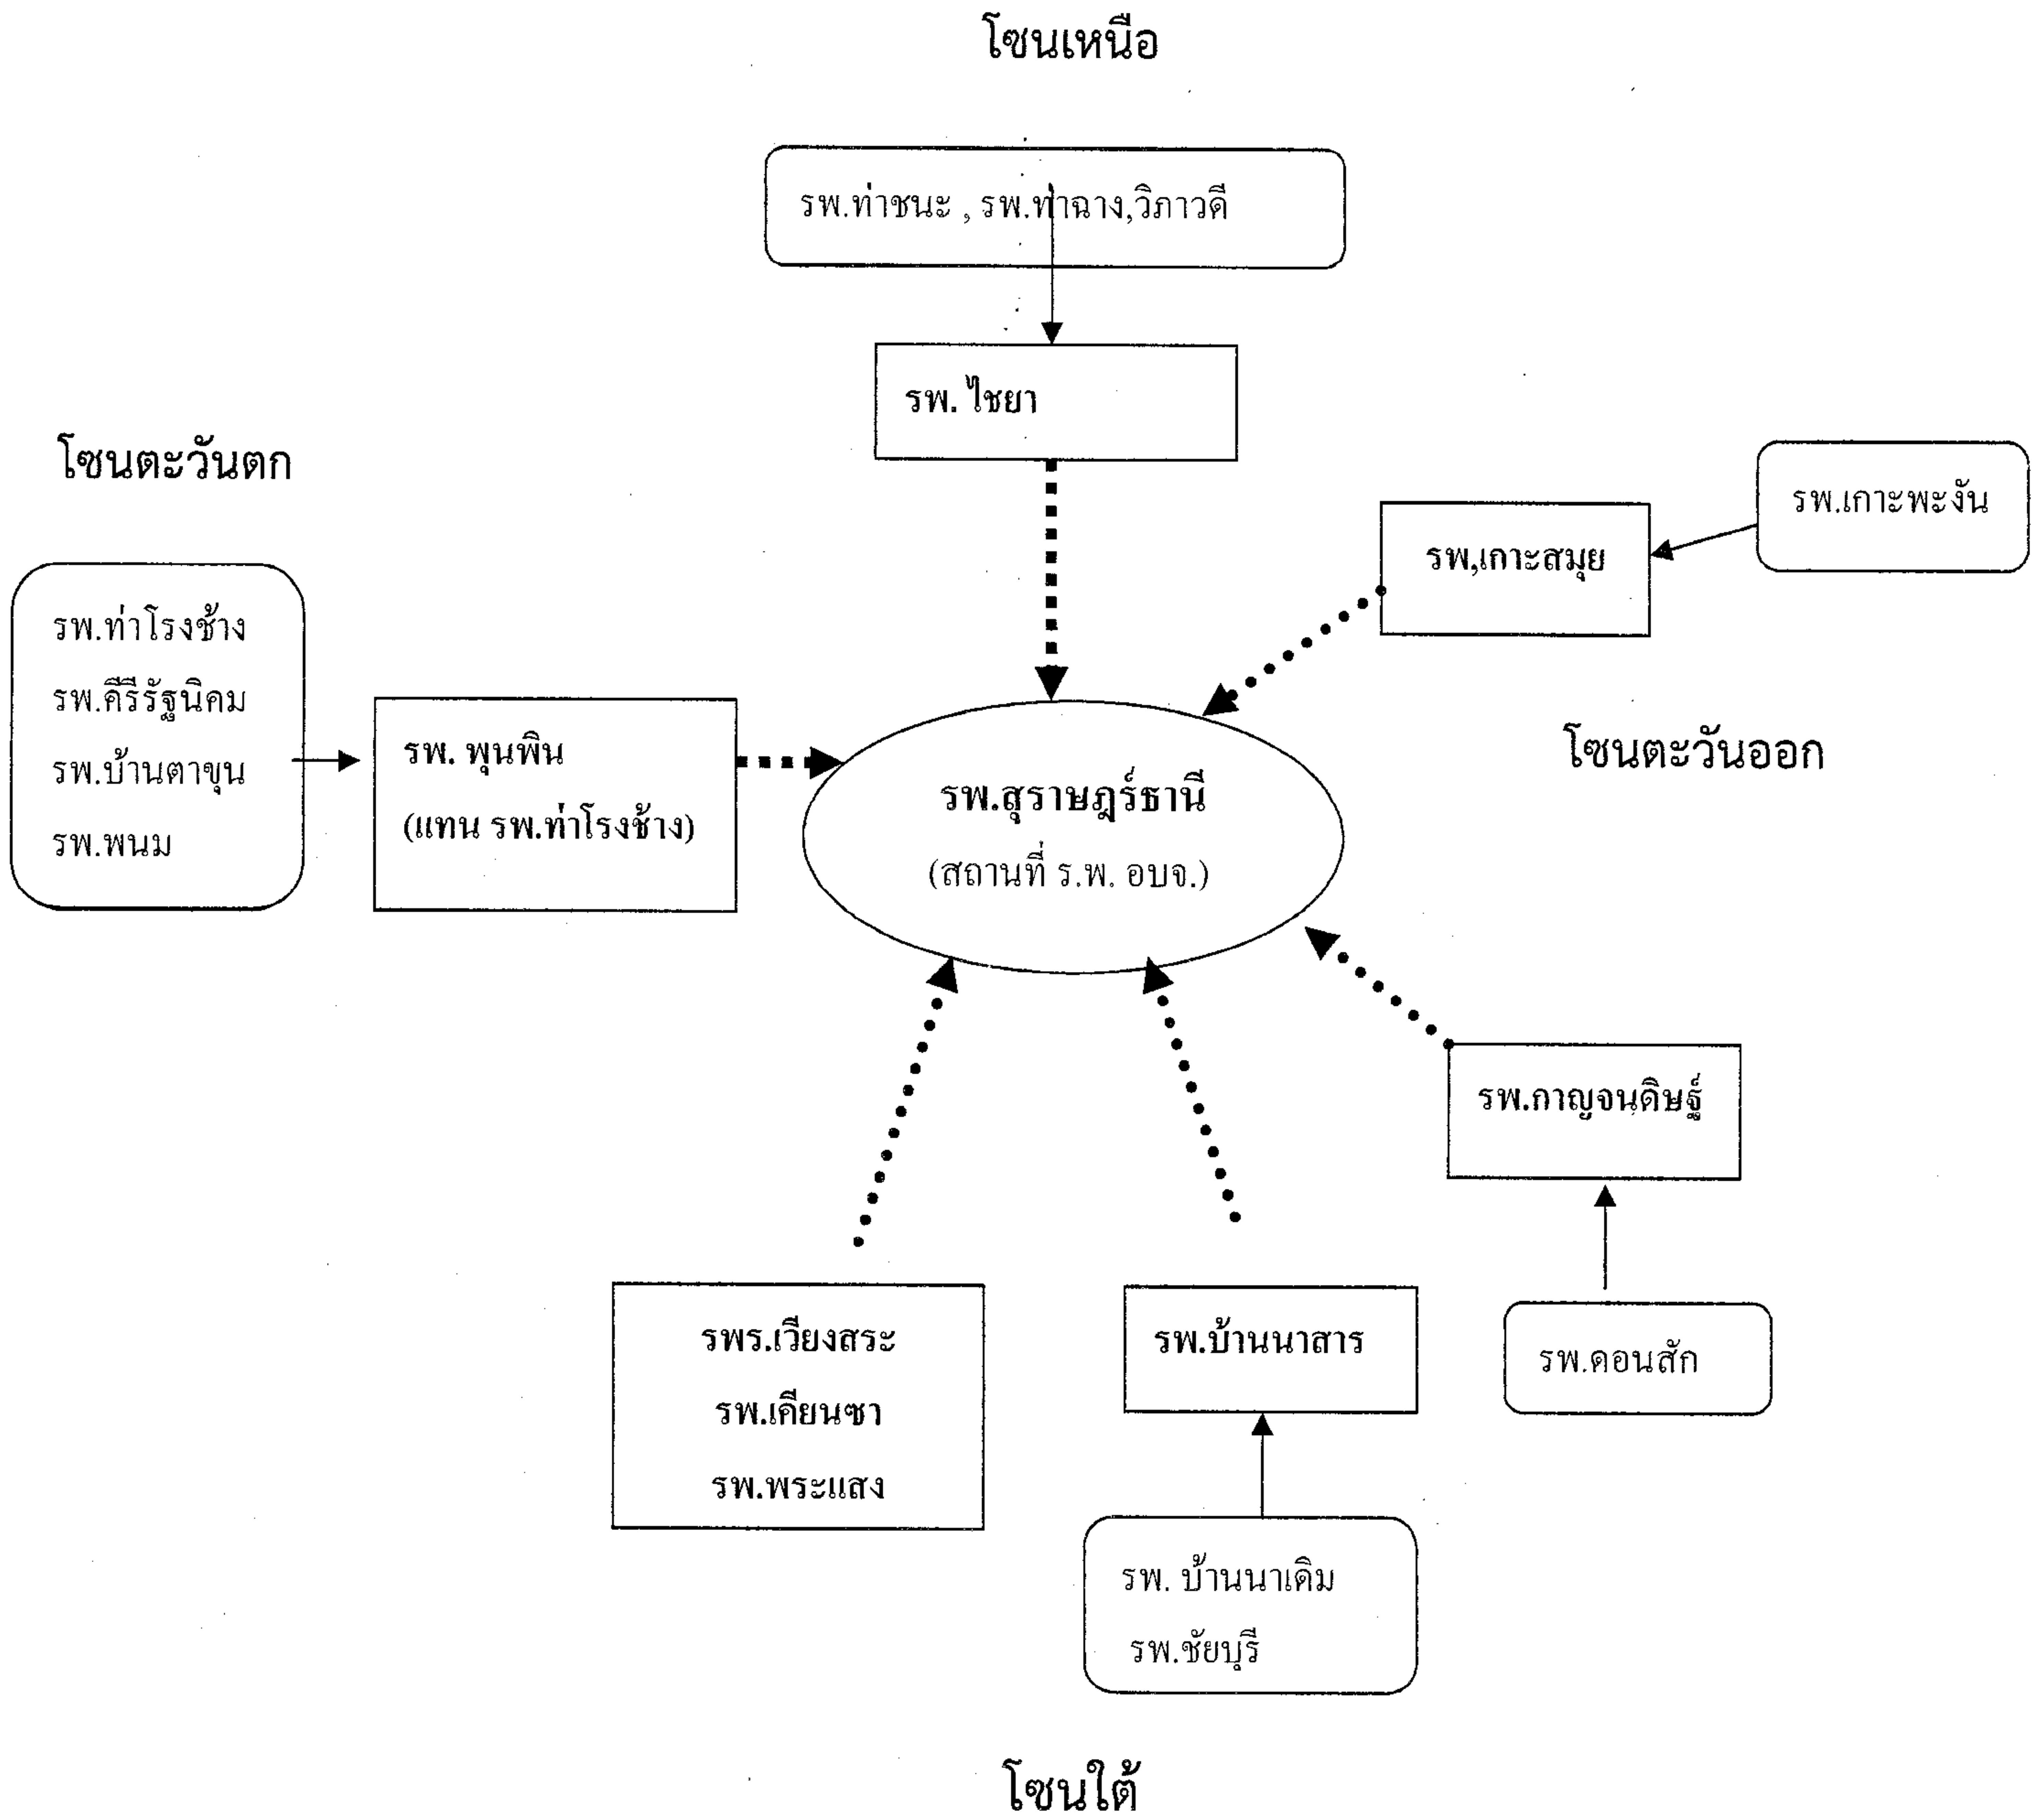 โซนเหนือ
รพ.ท่าชนะ , รพ.ท่าฉาง,วิภาวดี
รพ. ไชยา
โซนตะวันตก
รพ.เกาะพะงัน
รพ,เกาะสมุย
รพ.ท่าโรงช้าง
รพ.คีรีรัฐนิคม
รพ.บ้านตาขุน
รพ.พนม
รพ. พุนพิน
(แทน รพ.ท่าโรงช้าง)
โซนตะวันออก
รพ.สุราษฎร์ธานี
(สถานที่ ร.พ. อบจ.)
รพ.กาญจนดิษฐ์
รพร.เวียงสระ
รพ.เคียนซา
รพ.พระแสง
รพ.บ้านนาสาร
รพ.ดอนสัก
รพ. บ้านนาเดิม
รพ.ชัยบุรี
โซนใต้